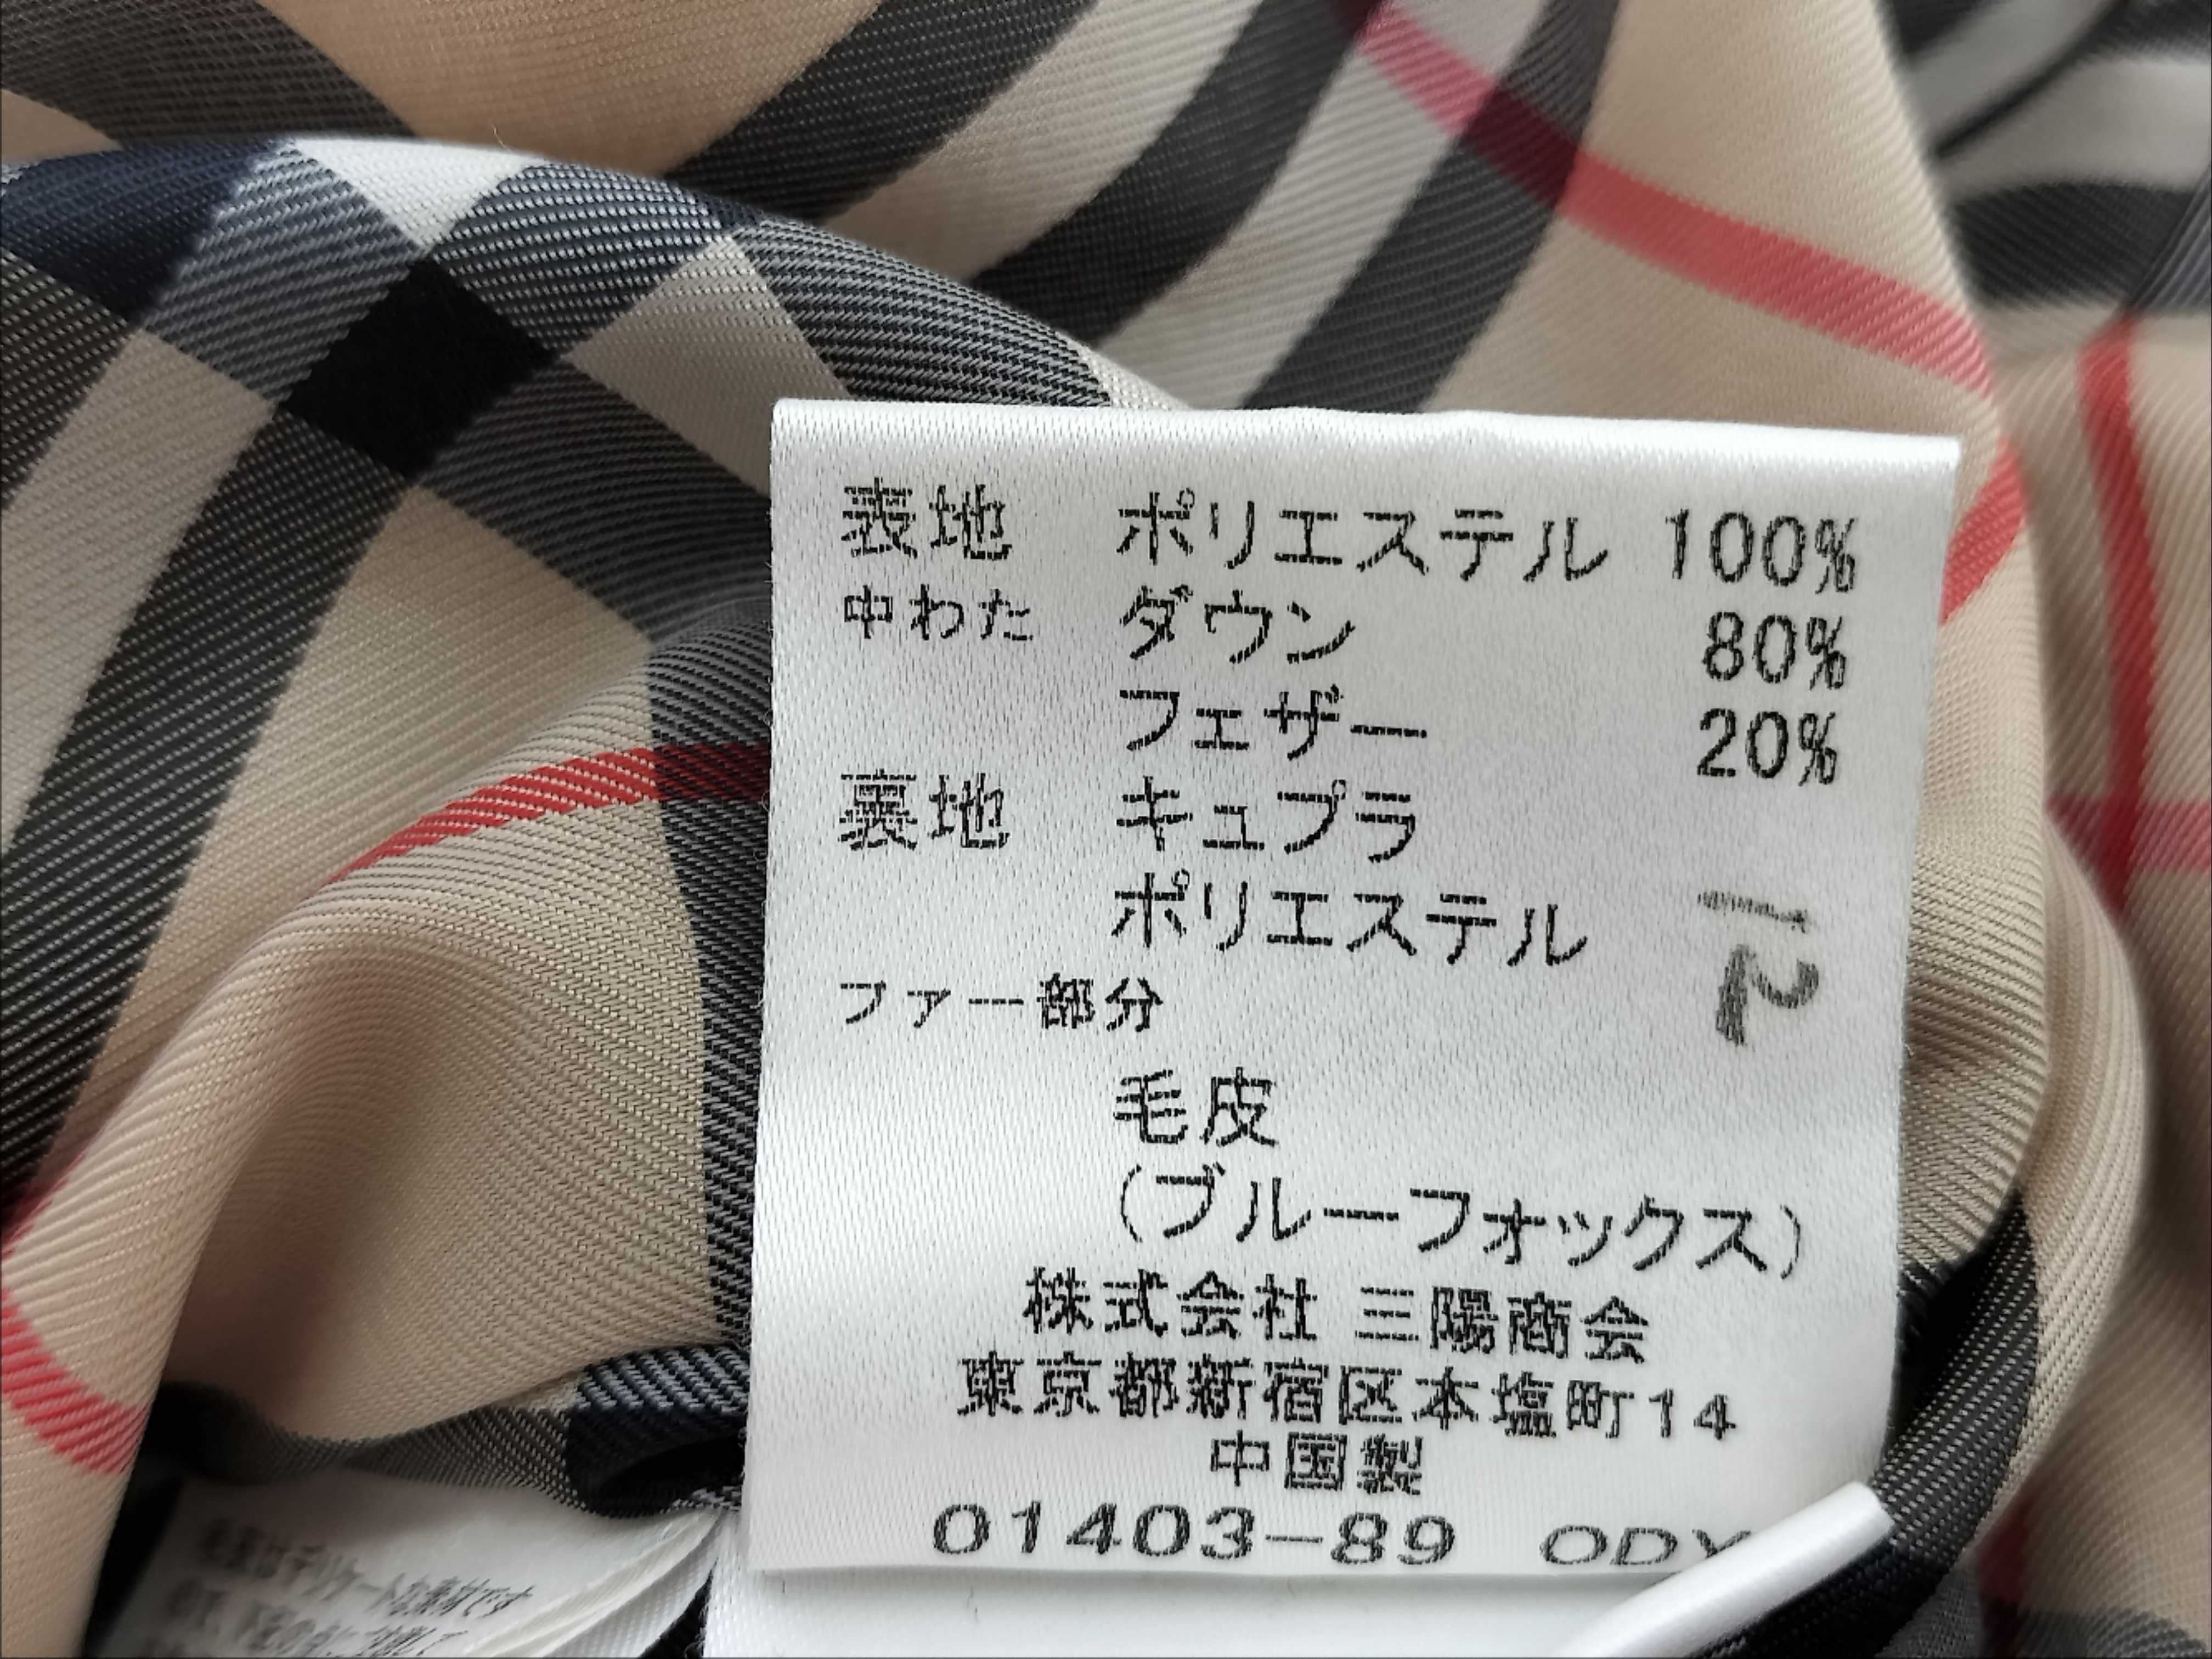 表地 ポリエステル 100%
中わた ダウン 80%
フェザー 20%
裏地 キュプラ
ポリエステル
ファー部分
毛皮
(ブルーフォックス)
株式会社 三陽商会
東京都新宿区本塩町14
中国製
01403-89 ODY
12